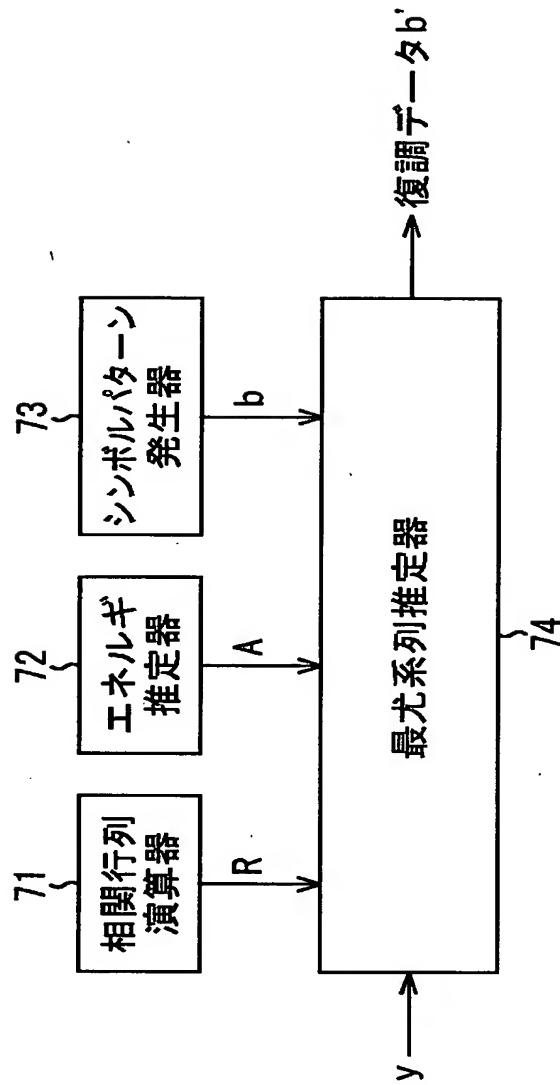 71
相関行列
演算器
R
72
エネルギ
推定器
A
73
シンボルパターン
発生器
b
y
最尤系列推定器
74
復調データb'